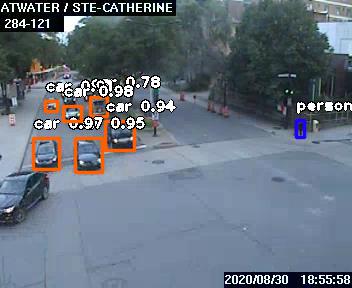 ATWATER / STE-CATHERINE
284-121
car 0.78
car 0.98
car 0.94
car 0.97 0.95
person
2020/08/30 18:55:58